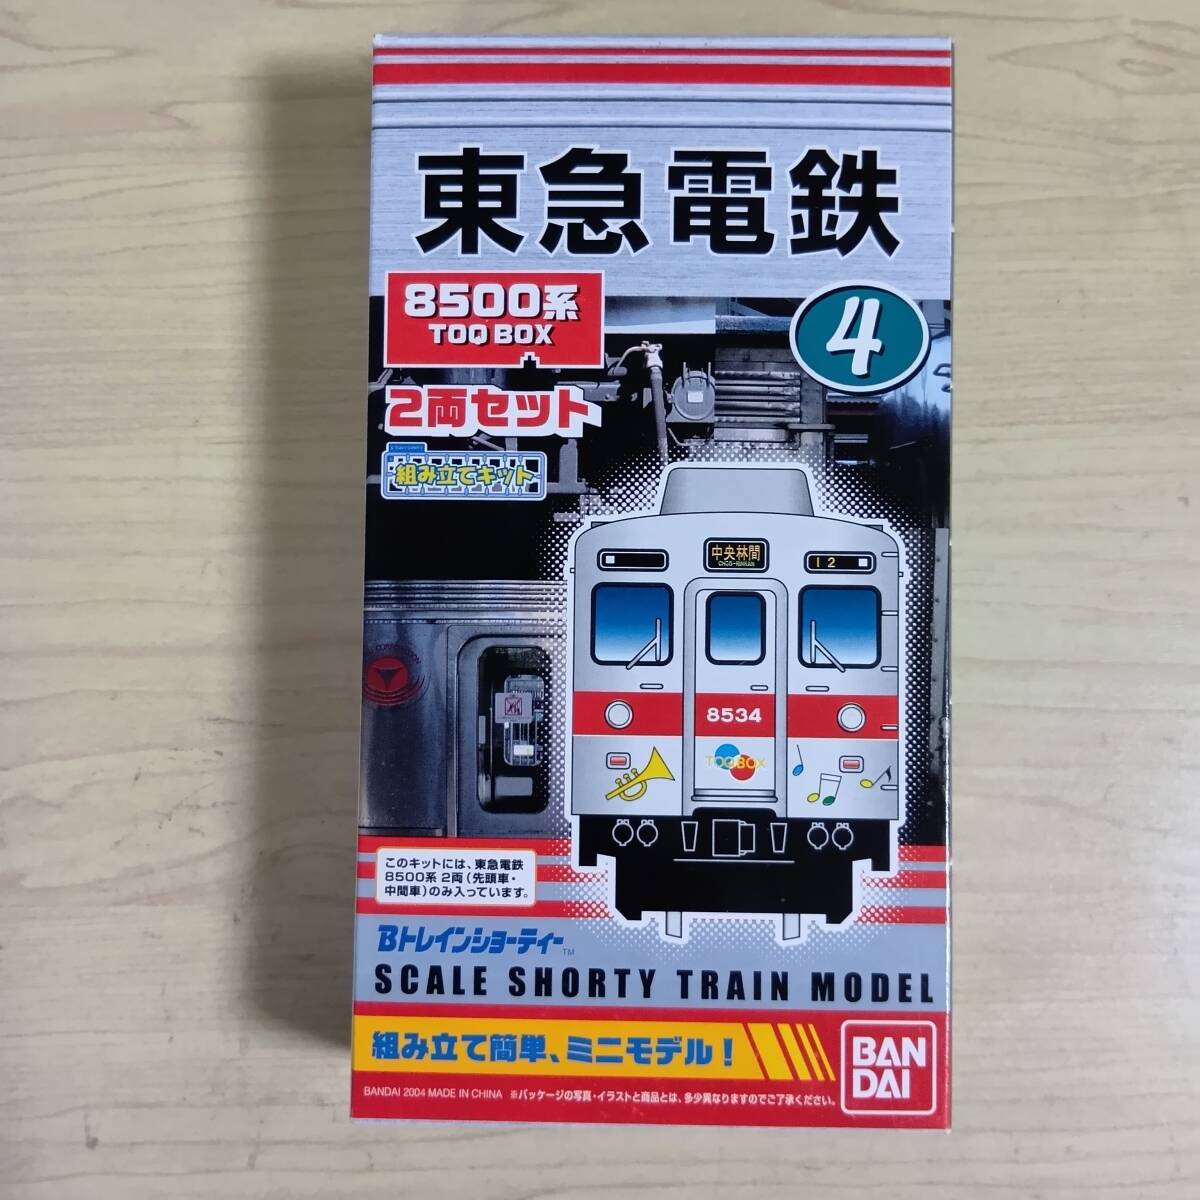 東急電鉄
8500系
TOQ BOX
4
2両セット
組み立てキット
中央林間
12
8534
TOQBOX
このキットには、東急電鉄
8500系 2両(先頭車・
中間車)のみ入っています。
Bトレインショーティー™
SCALE SHORTY TRAIN MODEL
組み立て簡単、ミニモデル!
BAN
DAI
BANDAI 2004 MADE IN CHINA ※パッケージの写真・イラストと商品とは、多少異なりますのでご了承ください。